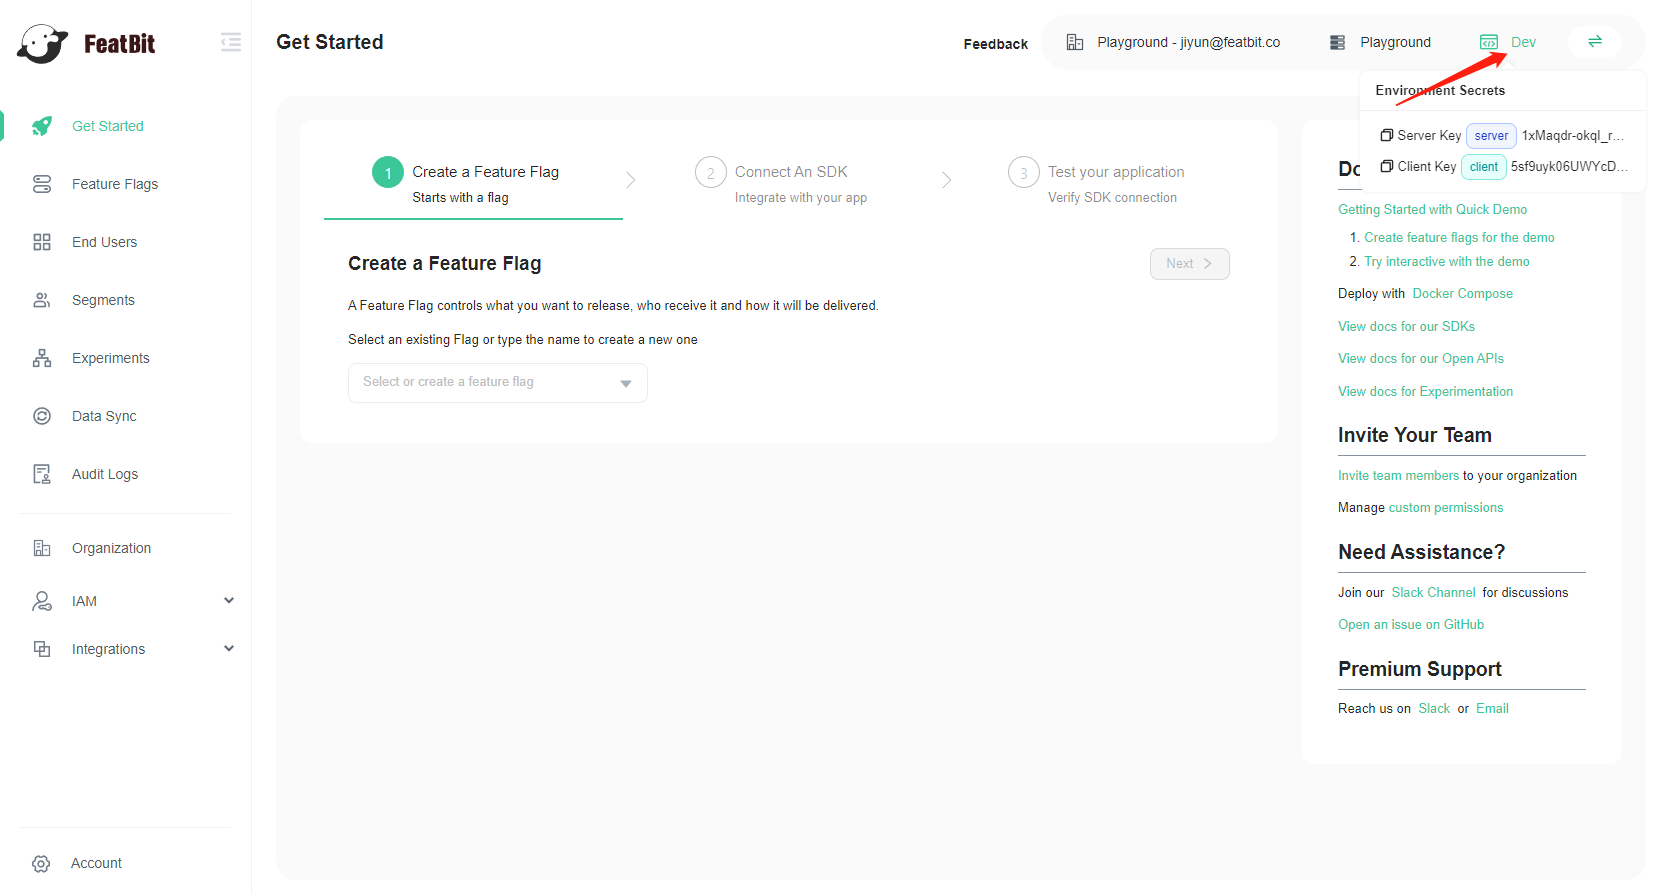 FeatBit
Get Started
Feedback
Playground - jiyun@featbit.co
Playground
Dev
Environment Secrets
Server Key server 1xMaqdr-okqI_r...
Client Key client 5sf9uyk06UWYcD...
Get Started
Feature Flags
End Users
Segments
Experiments
Data Sync
Audit Logs
Organization
IAM
Integrations
Account
1 Create a Feature Flag
Starts with a flag
2 Connect An SDK
Integrate with your app
3 Test your application
Verify SDK connection
Create a Feature Flag
Next
A Feature Flag controls what you want to release, who receive it and how it will be delivered.
Select an existing Flag or type the name to create a new one
Select or create a feature flag
Do
Getting Started with Quick Demo
1. Create feature flags for the demo
2. Try interactive with the demo
Deploy with Docker Compose
View docs for our SDKs
View docs for our Open APIs
View docs for Experimentation
Invite Your Team
Invite team members to your organization
Manage custom permissions
Need Assistance?
Join our Slack Channel for discussions
Open an issue on GitHub
Premium Support
Reach us on Slack or Email